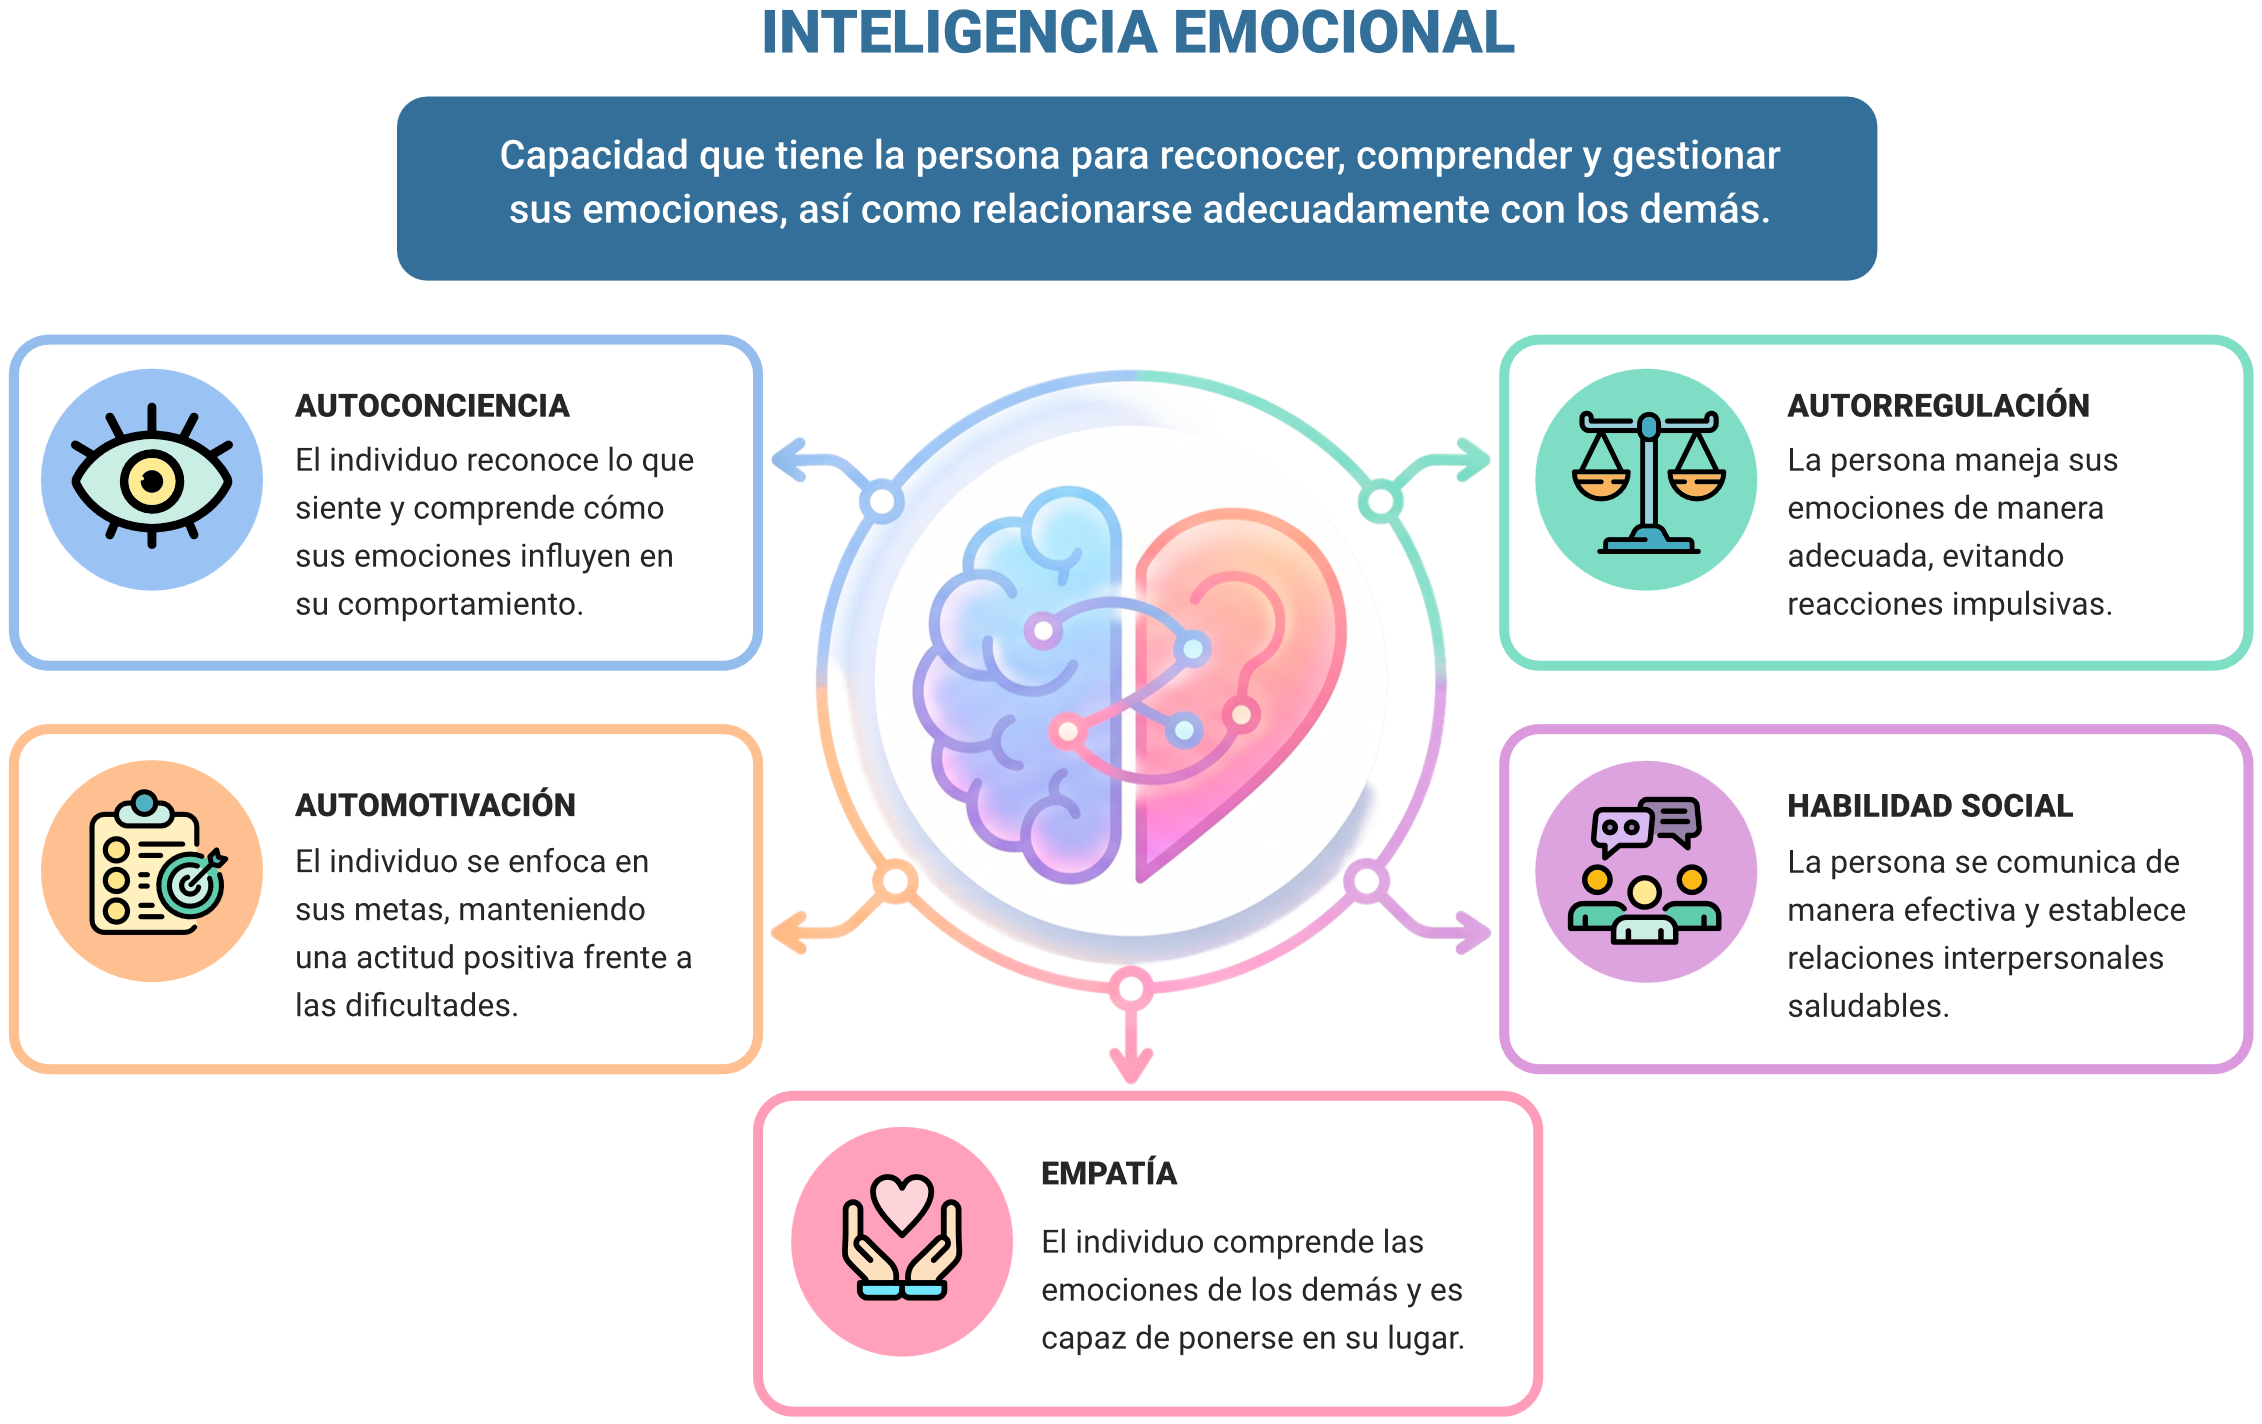 INTELIGENCIA EMOCIONAL
Capacidad que tiene la persona para reconocer, comprender y gestionar
sus emociones, así como relacionarse adecuadamente con los demás.
AUTOCONCIENCIA
El individuo reconoce lo que
siente y comprende cómo
sus emociones influyen en
su comportamiento.
AUTORREGULACIÓN
La persona maneja sus
emociones de manera
adecuada, evitando
reacciones impulsivas.
AUTOMOTIVACIÓN
El individuo se enfoca en
sus metas, manteniendo
una actitud positiva frente a
las dificultades.
HABILIDAD SOCIAL
La persona se comunica de
manera efectiva y establece
relaciones interpersonales
saludables.
EMPATÍA
El individuo comprende las
emociones de los demás y es
capaz de ponerse en su lugar.